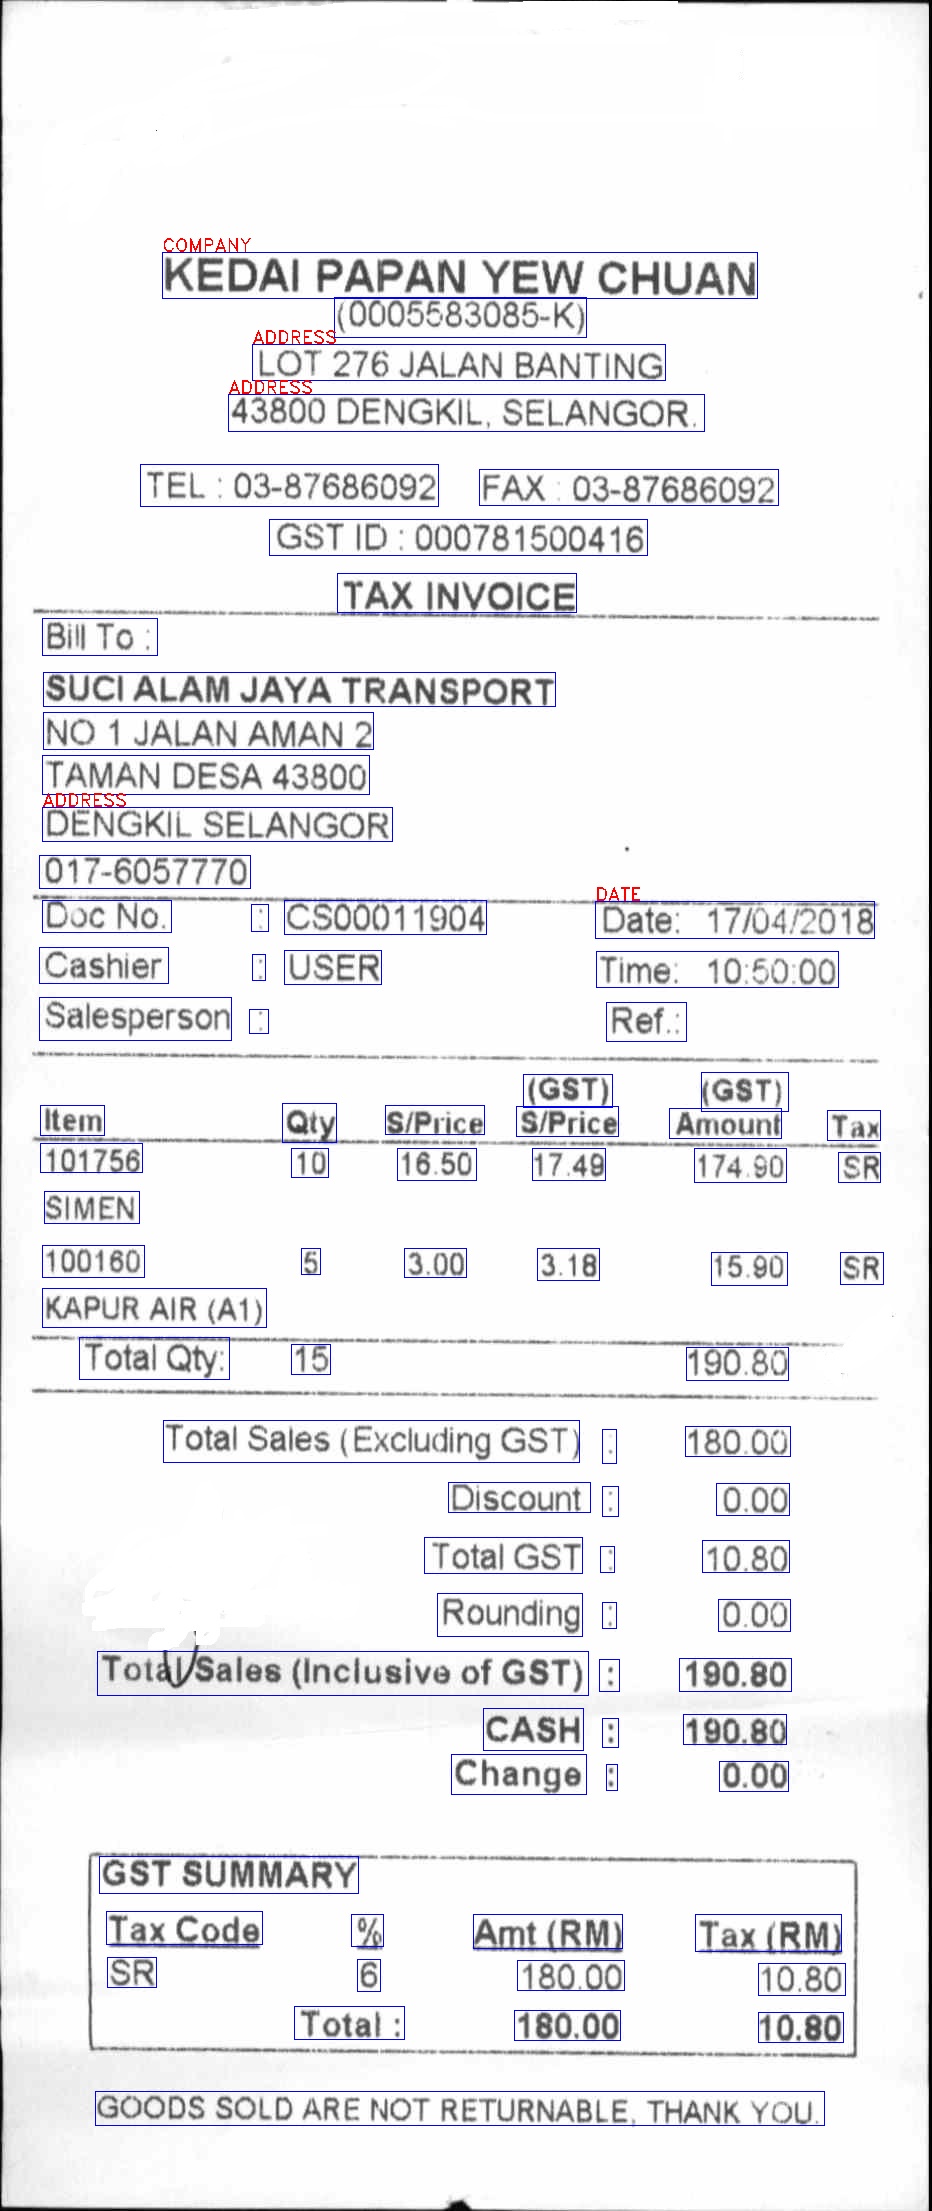 COMPANY
KEDAI PAPAN YEW CHUAN
(0005583085-K)
ADDRESS
LOT 276 JALAN BANTING
ADDRESS
43800 DENGKIL, SELANGOR.
TEL : 03-87686092 FAX : 03-87686092
GST ID : 000781500416
TAX INVOICE
Bill To :
SUCI ALAM JAYA TRANSPORT
NO 1 JALAN AMAN 2
TAMAN DESA 43800
ADDRESS
DENGKIL SELANGOR
017-6057770
DATE
Doc No. : CS00011904 Date: 17/04/2018
Cashier : USER Time: 10:50:00
Salesperson : Ref.:
(GST) (GST)
Item Qty S/Price S/Price Amount Tax
101756 10 16.50 17.49 174.90 SR
SIMEN
100160 5 3.00 3.18 15.90 SR
KAPUR AIR (A1)
Total Qty: 15 190.80
Total Sales (Excluding GST) : 180.00
Discount : 0.00
Total GST : 10.80
Rounding : 0.00
Total Sales (Inclusive of GST) : 190.80
CASH : 190.80
Change : 0.00
GST SUMMARY
Tax Code % Amt (RM) Tax (RM)
SR 6 180.00 10.80
Total : 180.00 10.80
GOODS SOLD ARE NOT RETURNABLE, THANK YOU.